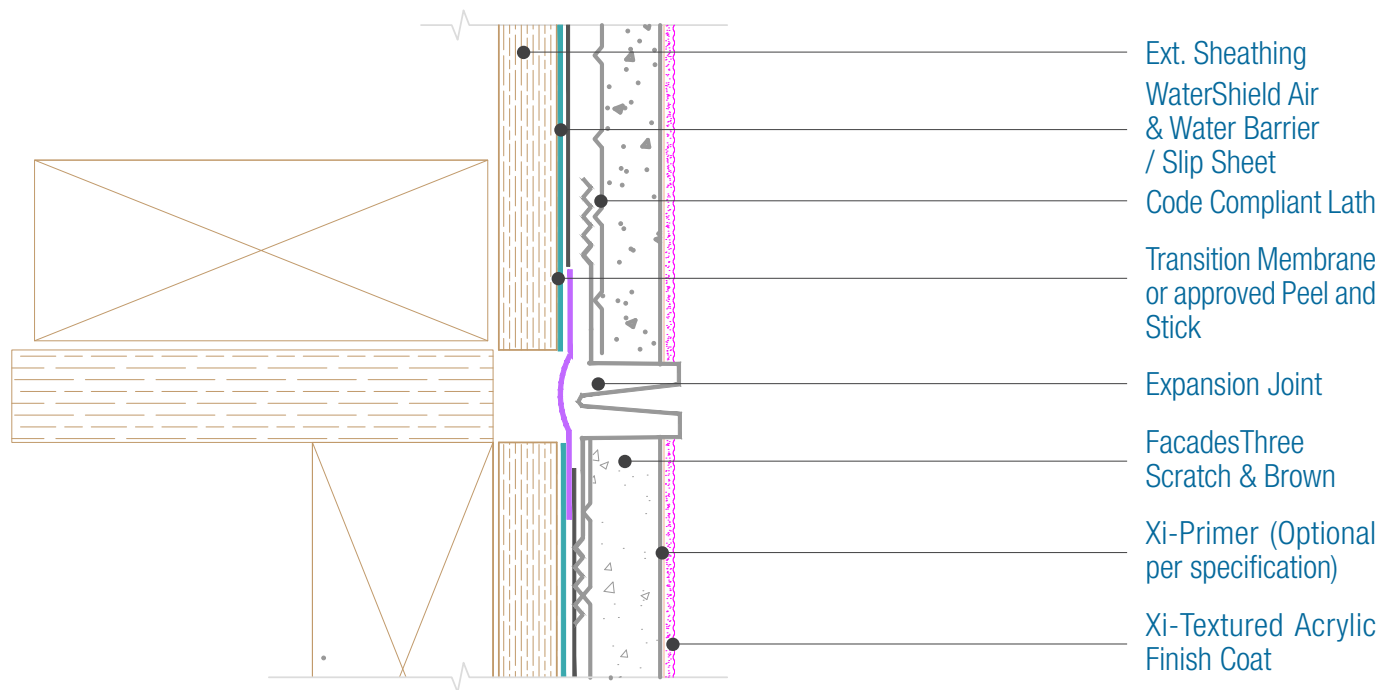 Ext. Sheathing
WaterShield Air
& Water Barrier
/ Slip Sheet
Code Compliant Lath
Transition Membrane
or approved Peel and
Stick
Expansion Joint
FacadesThree
Scratch & Brown
Xi-Primer (Optional
per specification)
Xi-Textured Acrylic
Finish Coat